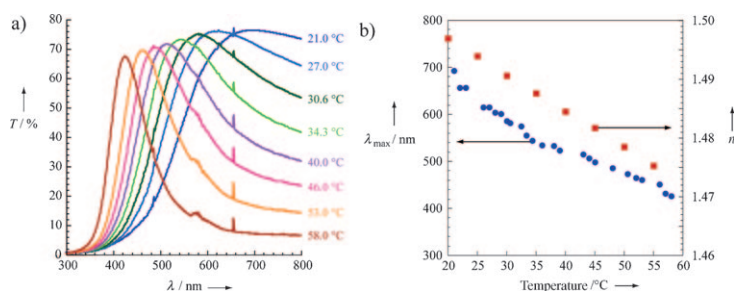 a)
80
70
60
50
40
30
20
10
0
T / %
300 400 500 600 700 800
λ / nm
21.0 °C
27.0 °C
30.6 °C
34.3 °C
40.0 °C
46.0 °C
53.0 °C
58.0 °C
b)
800
700
600
500
400
300
λmax / nm
20 25 30 35 40 45 50 55 60
Temperature /°C
1.50
1.49
1.48
1.47
1.46
n